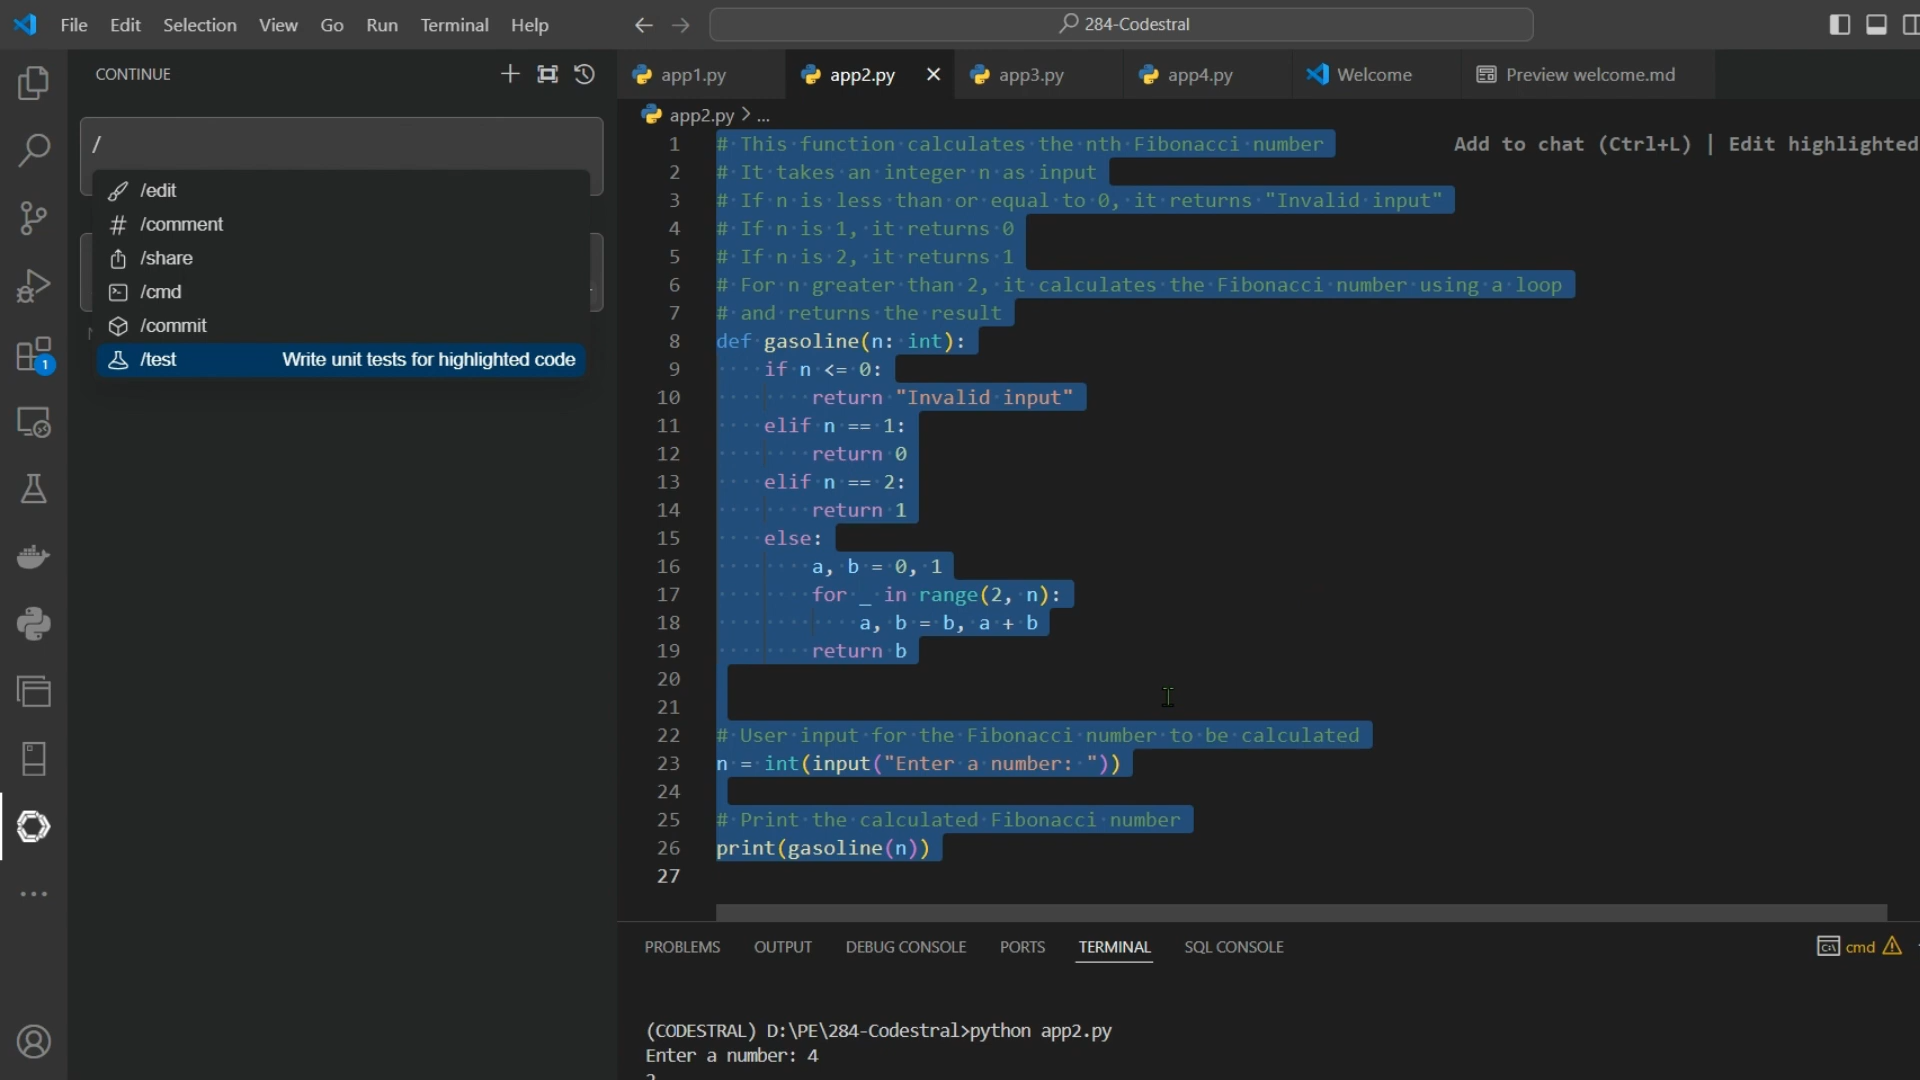 File Edit Selection View Go Run Terminal Help
284-Codestral
CONTINUE
/
/edit
/comment
/share
/cmd
/commit
/test Write unit tests for highlighted code
1
app1.py
app2.py
app3.py
app4.py
Welcome
Preview welcome.md
app2.py > ...
1 # This function calculates the nth Fibonacci number Add to chat (Ctrl+L) | Edit highlighted
2 # It takes an integer n as input
3 # If n is less than or equal to 0, it returns "Invalid input"
4 # If n is 1, it returns 0
5 # If n is 2, it returns 1
6 # For n greater than 2, it calculates the Fibonacci number using a loop
7 # and returns the result
8 def gasoline(n: int):
9     if n <= 0:
10         return "Invalid input"
11     elif n == 1:
12         return 0
13     elif n == 2:
14         return 1
15     else:
16         a, b = 0, 1
17         for _ in range(2, n):
18             a, b = b, a + b
19         return b
20
21
22 # User input for the Fibonacci number to be calculated
23 n = int(input("Enter a number: "))
24
25 # Print the calculated Fibonacci number
26 print(gasoline(n))
27
PROBLEMS OUTPUT DEBUG CONSOLE PORTS TERMINAL SQL CONSOLE
cmd
(CODESTRAL) D:\PE\284-Codestral>python app2.py
Enter a number: 4